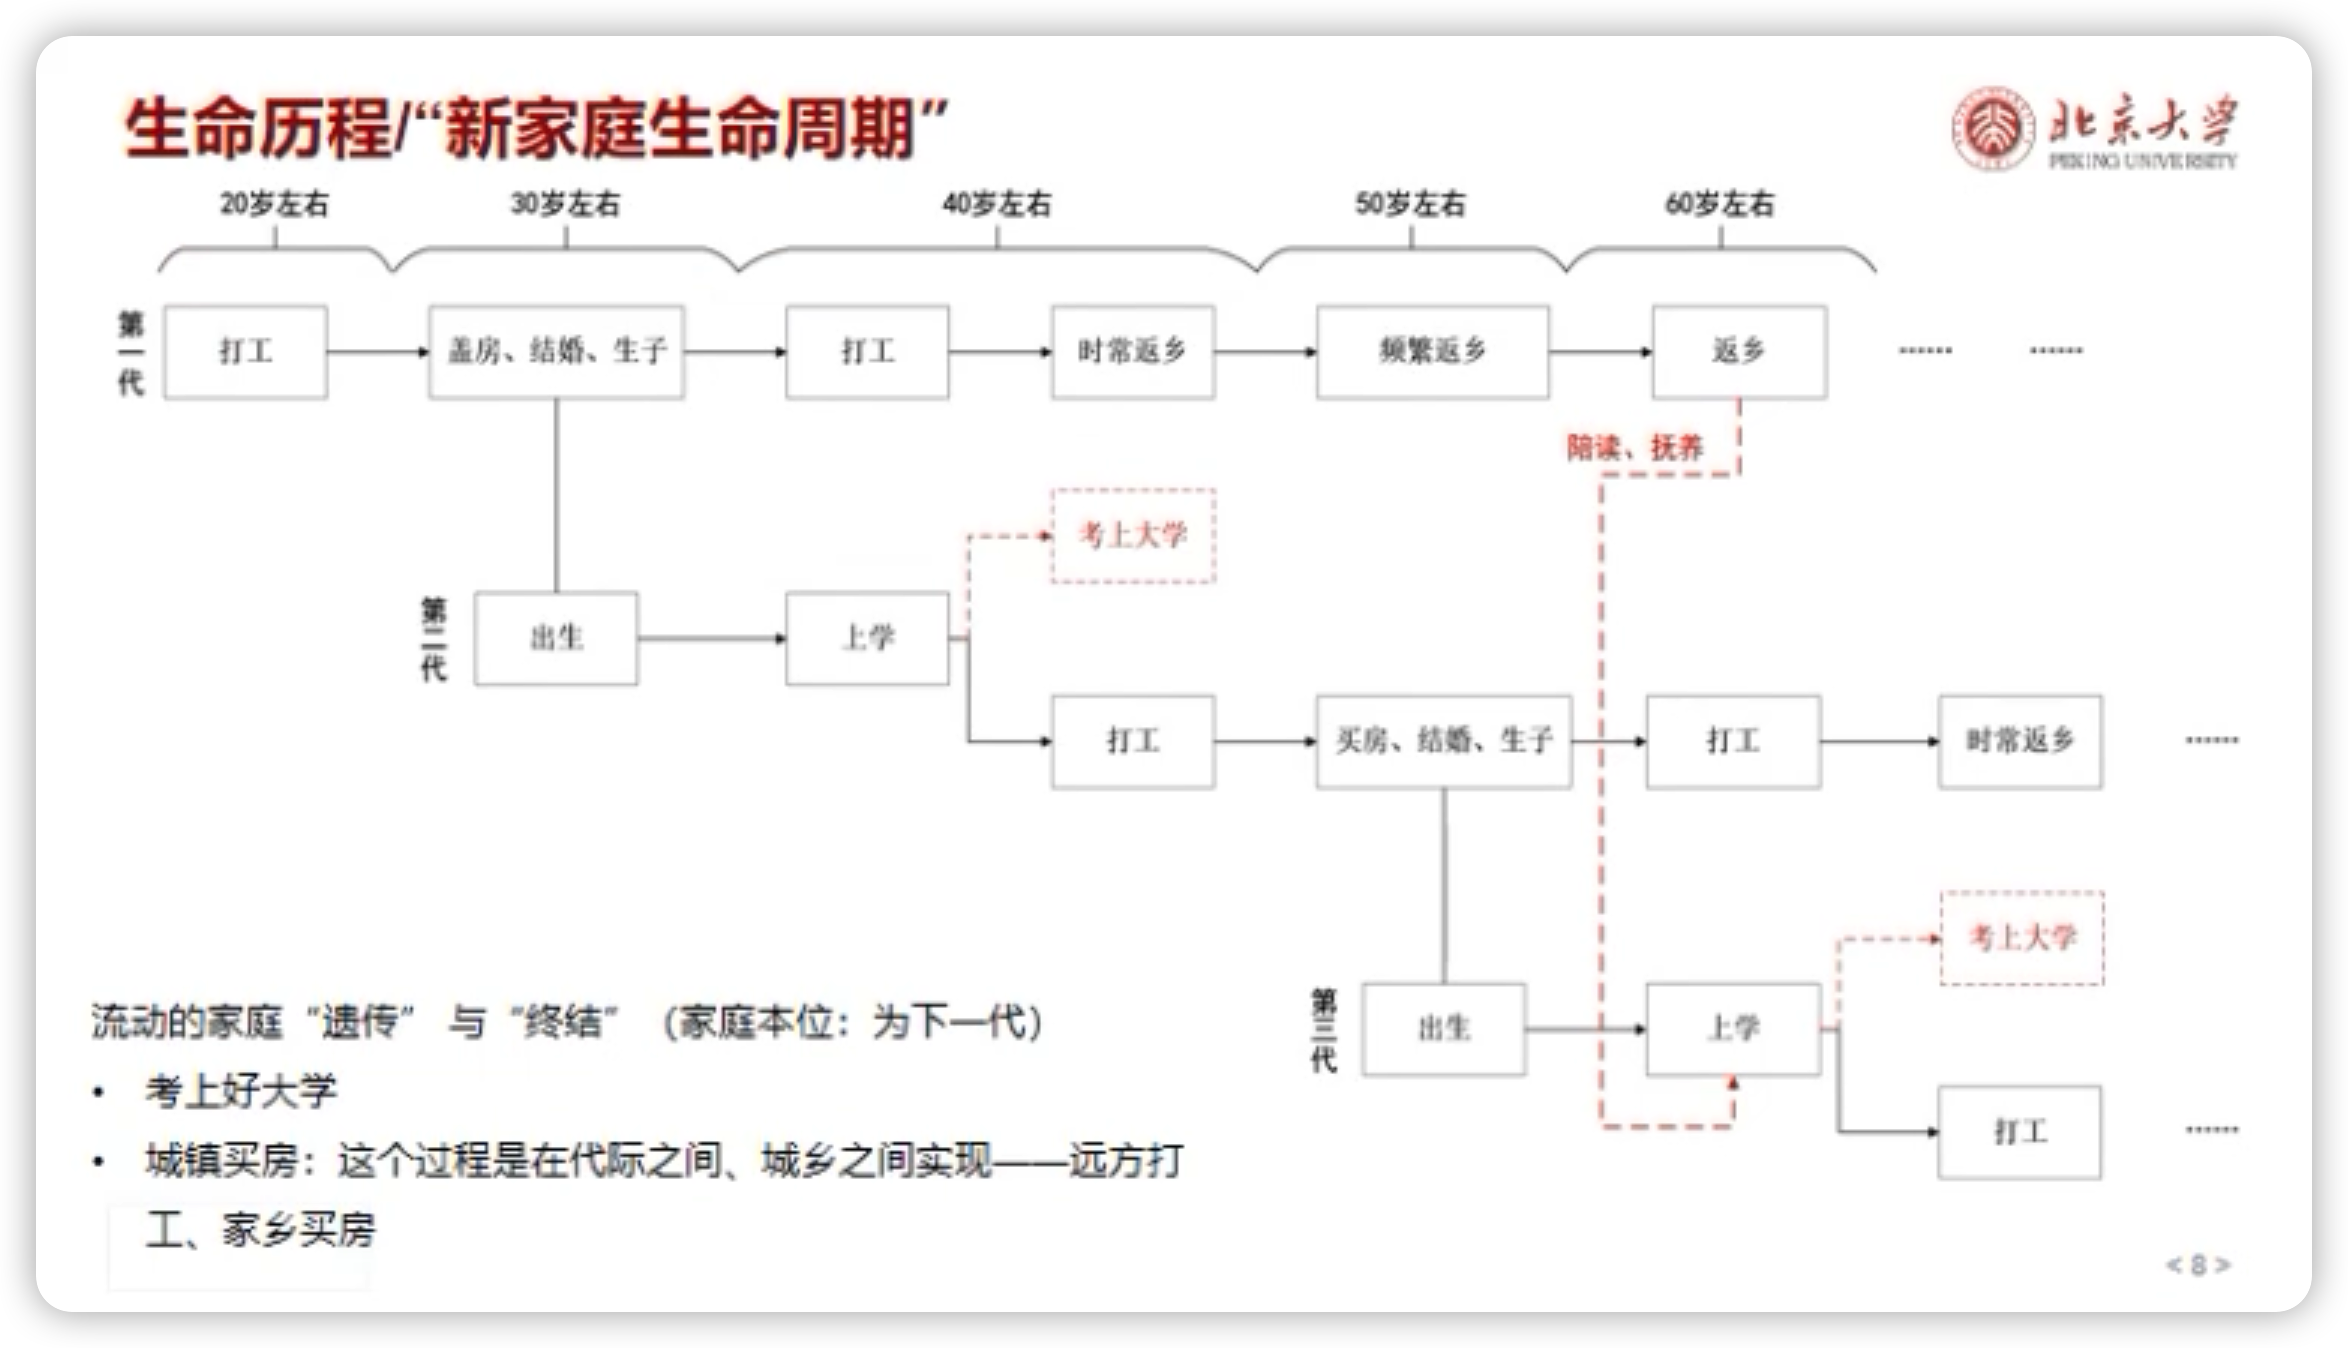 生命历程/“新家庭生命周期”
北京大学
PEKING UNIVERSITY
20岁左右
30岁左右
40岁左右
50岁左右
60岁左右
第一代
打工
盖房、结婚、生子
打工
时常返乡
频繁返乡
返乡
……
……
陪读、抚养
考上大学
第二代
出生
上学
打工
买房、结婚、生子
打工
时常返乡
……
考上大学
第三代
出生
上学
打工
……
流动的家庭“遗传” 与“终结”（家庭本位：为下一代）
• 考上好大学
• 城镇买房：这个过程是在代际之间、城乡之间实现——远方打
工、家乡买房
<8>